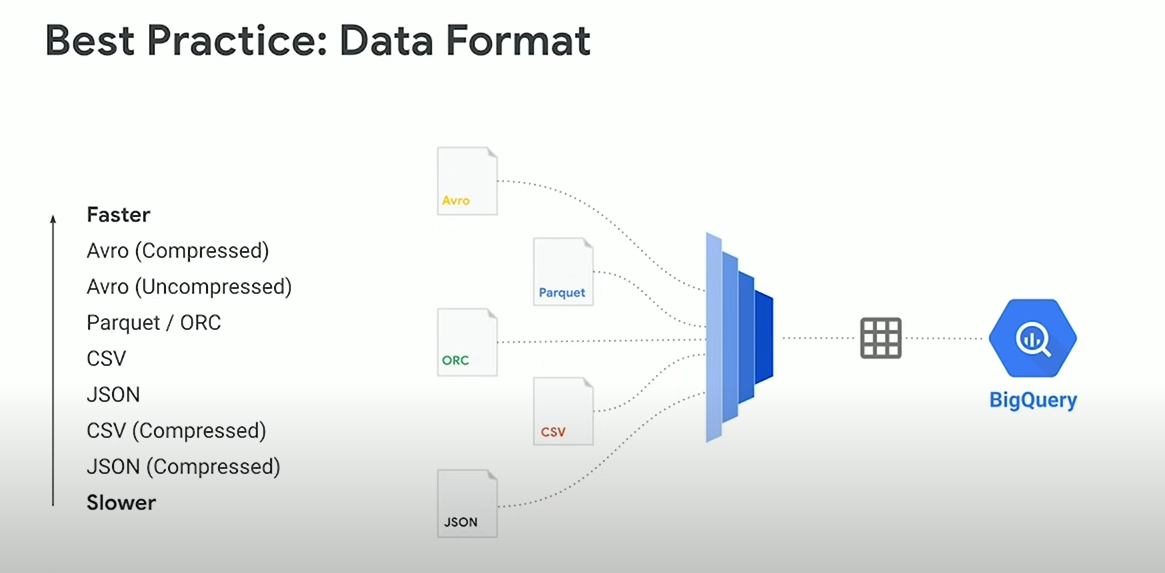 Best Practice: Data Format
Faster
Avro (Compressed)
Avro (Uncompressed)
Parquet / ORC
CSV
JSON
CSV (Compressed)
JSON (Compressed)
Slower
Avro
Parquet
ORC
CSV
JSON
BigQuery